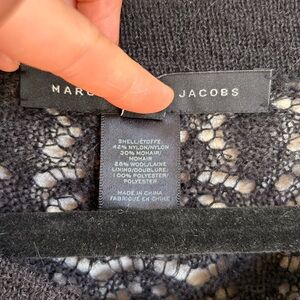 MARC JACOBS
SHELL/ETOFFE:
42% NYLON/NYLON
30% MOHAIR/
MOHAIR
28% WOOL/LAINE
LINING/DOUBLURE:
100% POLYESTER/
POLYESTER
MADE IN CHINA
FABRIQUE EN CHINE